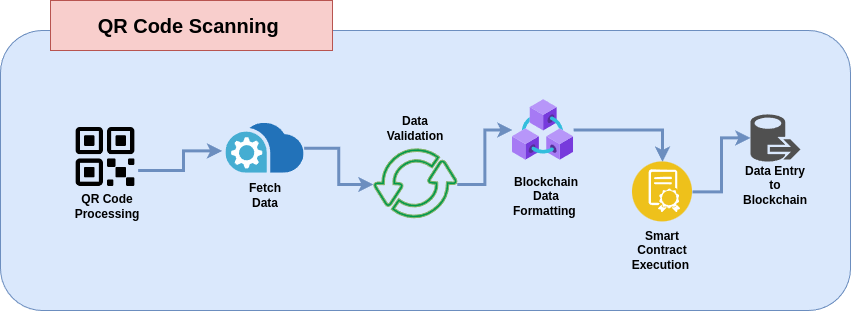 QR Code Scanning
QR Code
Processing
Fetch
Data
Data
Validation
Blockchain
Data
Formatting
Smart
Contract
Execution
Data Entry
to
Blockchain